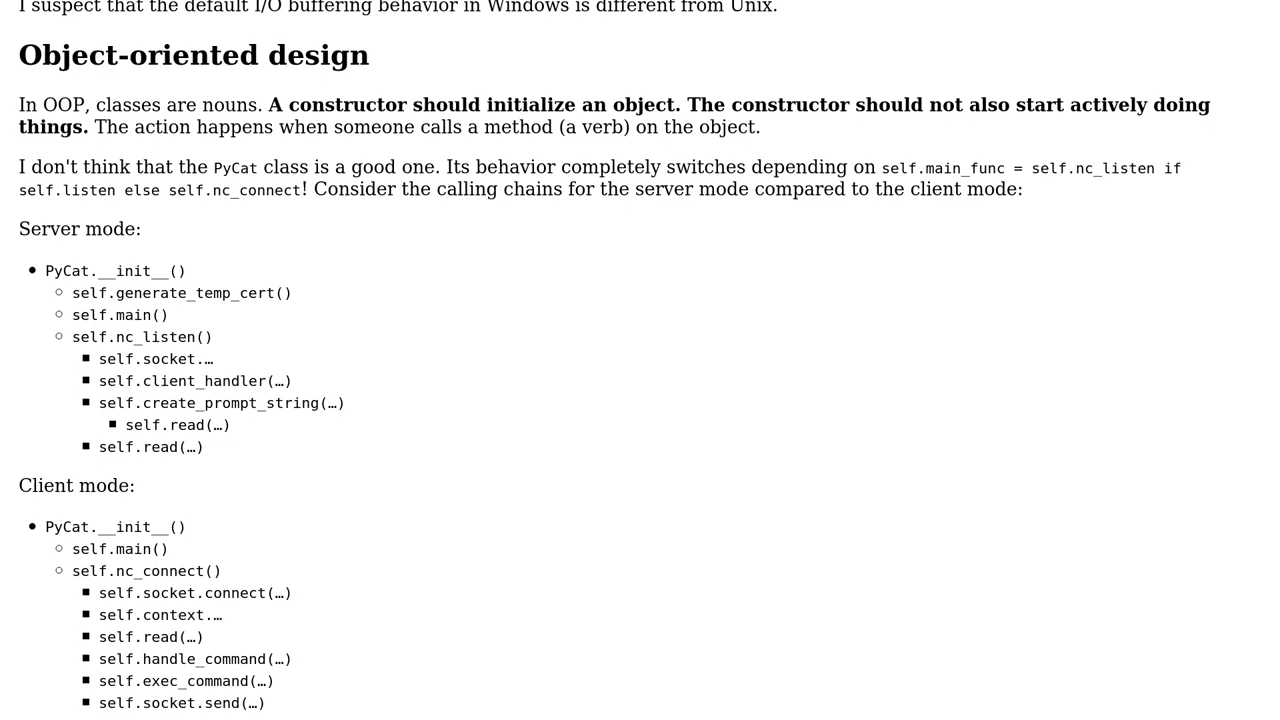 I suspect that the default I/O buffering behavior in Windows is different from Unix.
Object-oriented design
In OOP, classes are nouns. A constructor should initialize an object. The constructor should not also start actively doing
things. The action happens when someone calls a method (a verb) on the object.
I don't think that the PyCat class is a good one. Its behavior completely switches depending on self.main_func = self.nc_listen if
self.listen else self.nc_connect! Consider the calling chains for the server mode compared to the client mode:
Server mode:
PyCat.__init__()
self.generate_temp_cert()
self.main()
self.nc_listen()
self.socket.…
self.client_handler(…)
self.create_prompt_string(…)
self.read(…)
self.read(…)
Client mode:
PyCat.__init__()
self.main()
self.nc_connect()
self.socket.connect(…)
self.context.…
self.read(…)
self.handle_command(…)
self.exec_command(…)
self.socket.send(…)